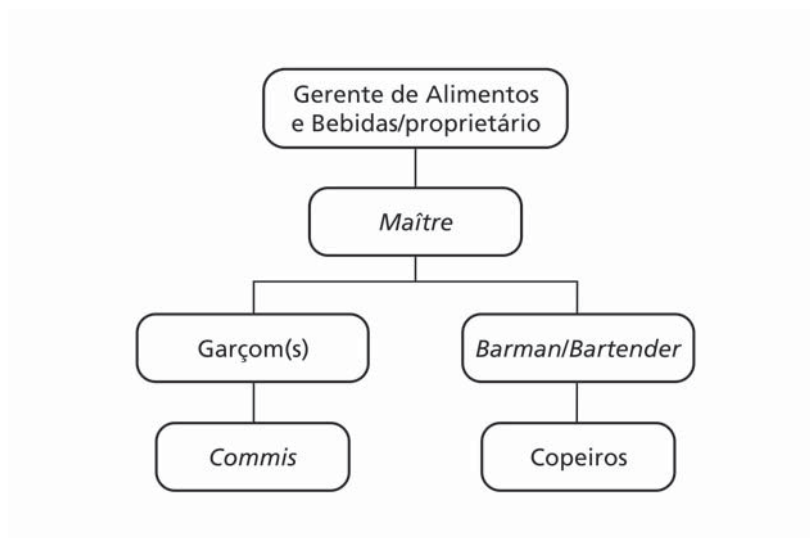 Gerente de Alimentos
e Bebidas/proprietário
Maître
Garçom(s)
Barman/Bartender
Commis
Copeiros